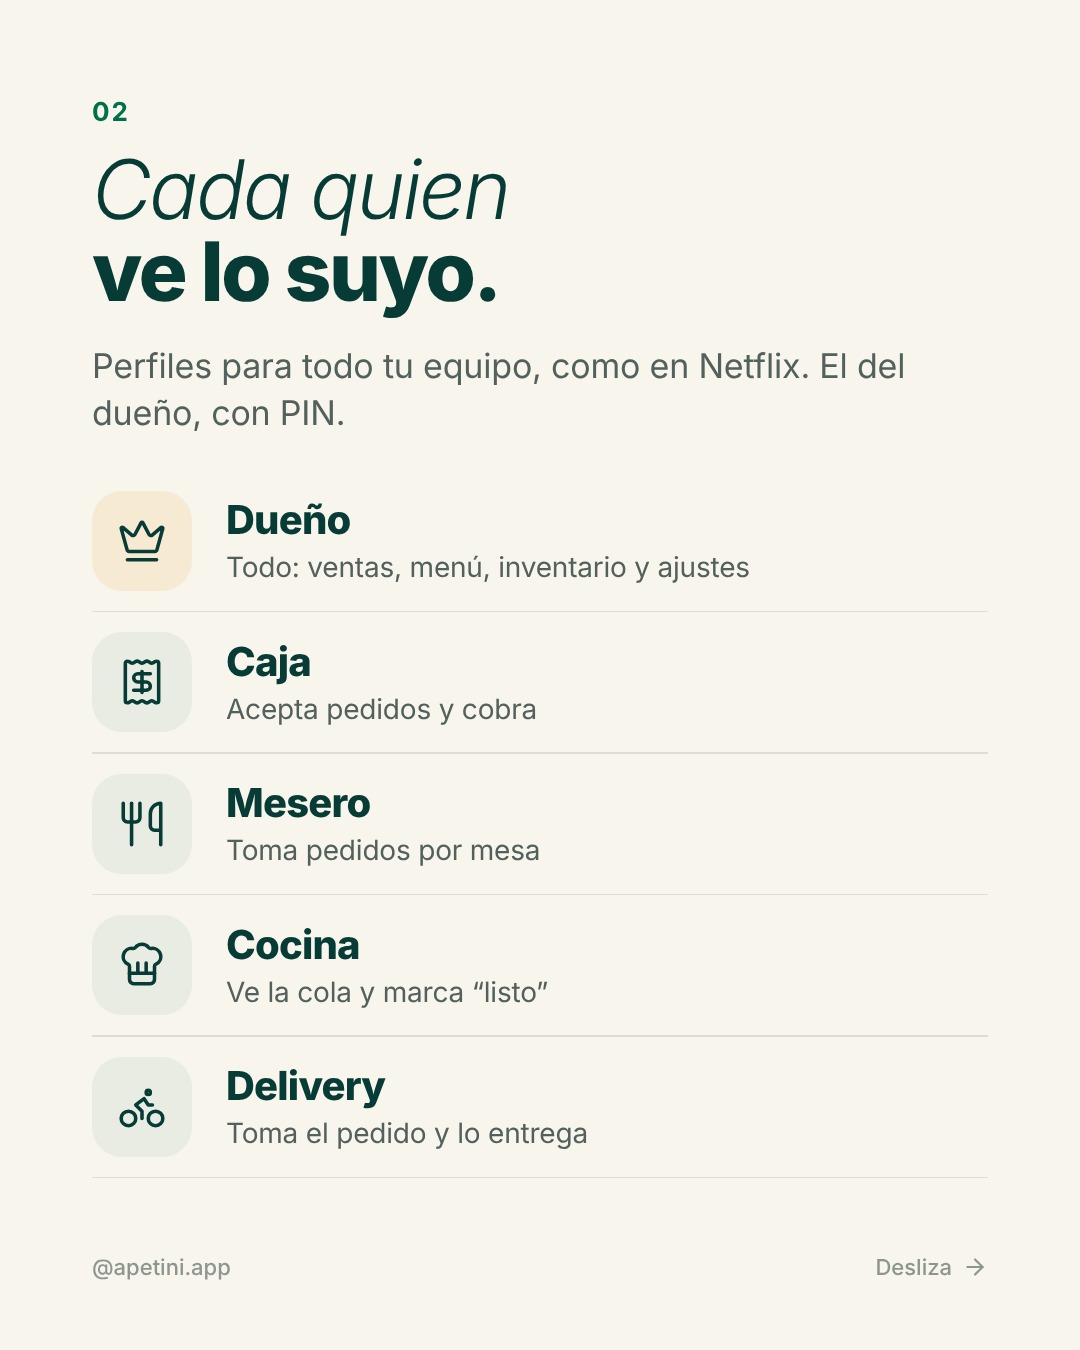 02
Cada quien
ve lo suyo.
Perfiles para todo tu equipo, como en Netflix. El del
dueño, con PIN.
Dueño
Todo: ventas, menú, inventario y ajustes
Caja
Acepta pedidos y cobra
Mesero
Toma pedidos por mesa
Cocina
Ve la cola y marca “listo”
Delivery
Toma el pedido y lo entrega
@apetini.app
Desliza →